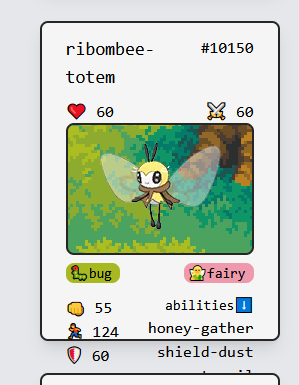 ribombee- #10150
totem
60 60
bug fairy
55 abilities
124 honey-gather
60 shield-dust